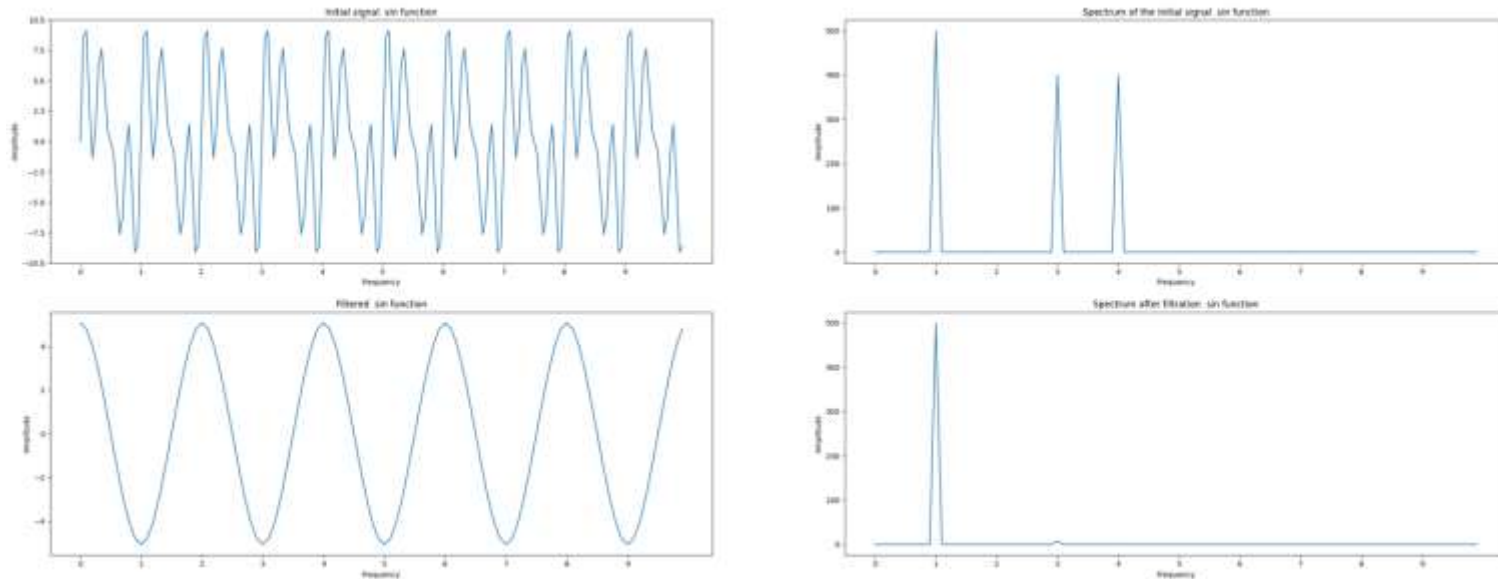 Initial signal: sin function
10.0
7.5
5.0
2.5
0.0
−2.5
−5.0
−7.5
−10.0
Amplitude
0 1 2 3 4 5 6 7 8 9
Frequency
Spectrum of the initial signal: sin function
500
400
300
200
100
0
Amplitude
0 1 2 3 4 5 6 7 8 9
Frequency
Filtered: sin function
4
2
0
−2
−4
Amplitude
0 1 2 3 4 5 6 7 8 9
Frequency
Spectrum after filtration: sin function
500
400
300
200
100
0
Amplitude
0 1 2 3 4 5 6 7 8 9
Frequency